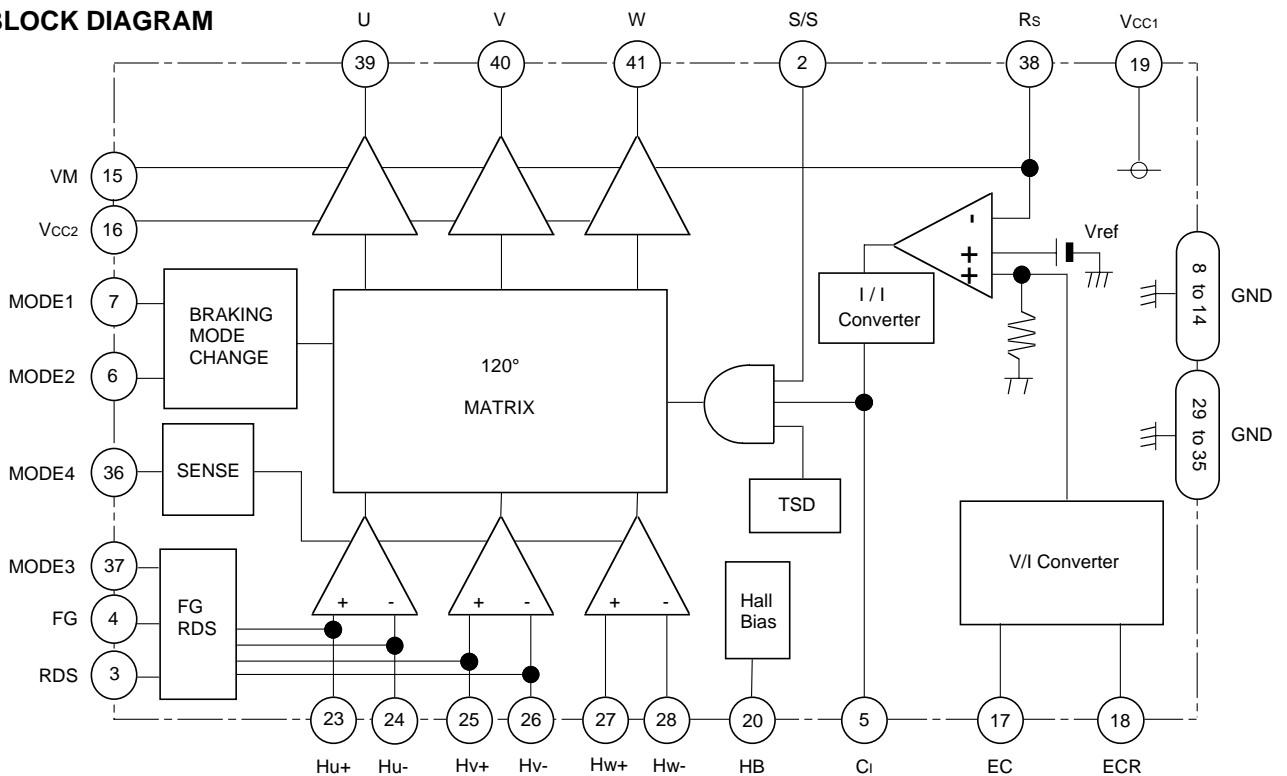 BLOCK DIAGRAM
U V W S/S Rs VCC1
39 40 41 2 38 19
VM 15
VCC2 16
MODE1 7
MODE2 6
MODE4 36
MODE3 37
FG 4
RDS 3
BRAKING
MODE
CHANGE
SENSE
FG
RDS
120°
MATRIX
+ - + - + -
TSD
Hall
Bias
I / I
Converter
-
+
+
Vref
V/I Converter
8 to 14 GND
29 to 35 GND
23 24 25 26 27 28 20 5 17 18
Hu+ Hu- Hv+ Hv- Hw+ Hw- HB CI EC ECR